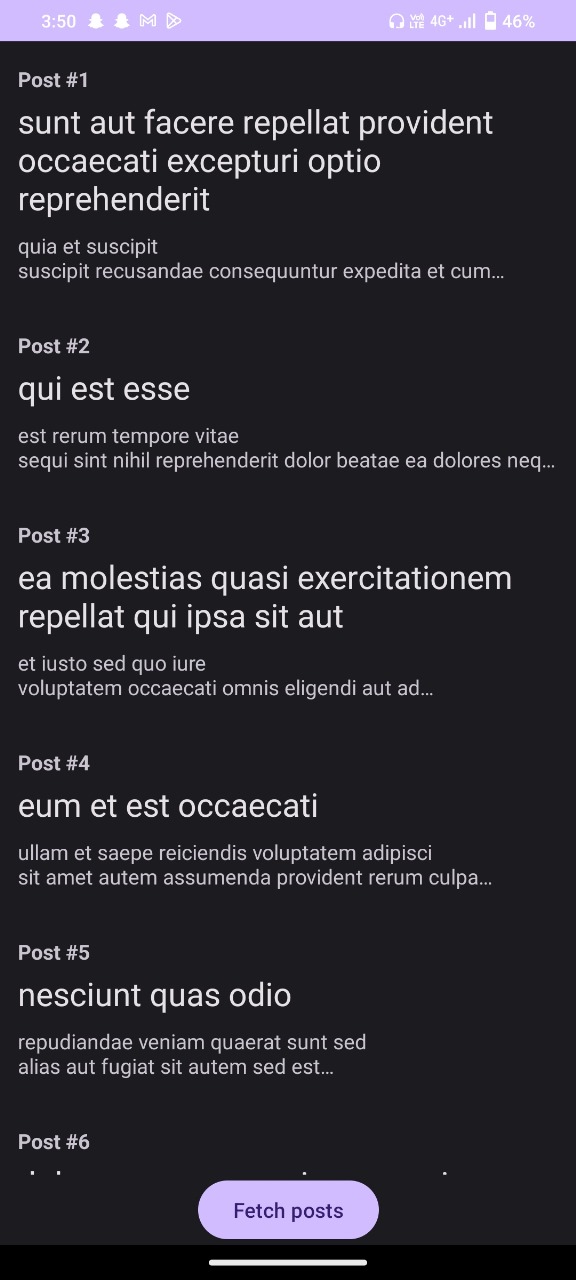 3:50 4G+ 46%
Post #1
sunt aut facere repellat provident
occaecati excepturi optio
reprehenderit
quia et suscipit
suscipit recusandae consequuntur expedita et cum…
Post #2
qui est esse
est rerum tempore vitae
sequi sint nihil reprehenderit dolor beatae ea dolores neq…
Post #3
ea molestias quasi exercitationem
repellat qui ipsa sit aut
et iusto sed quo iure
voluptatem occaecati omnis eligendi aut ad…
Post #4
eum et est occaecati
ullam et saepe reiciendis voluptatem adipisci
sit amet autem assumenda provident rerum culpa…
Post #5
nesciunt quas odio
repudiandae veniam quaerat sunt sed
alias aut fugiat sit autem sed est…
Post #6
Fetch posts